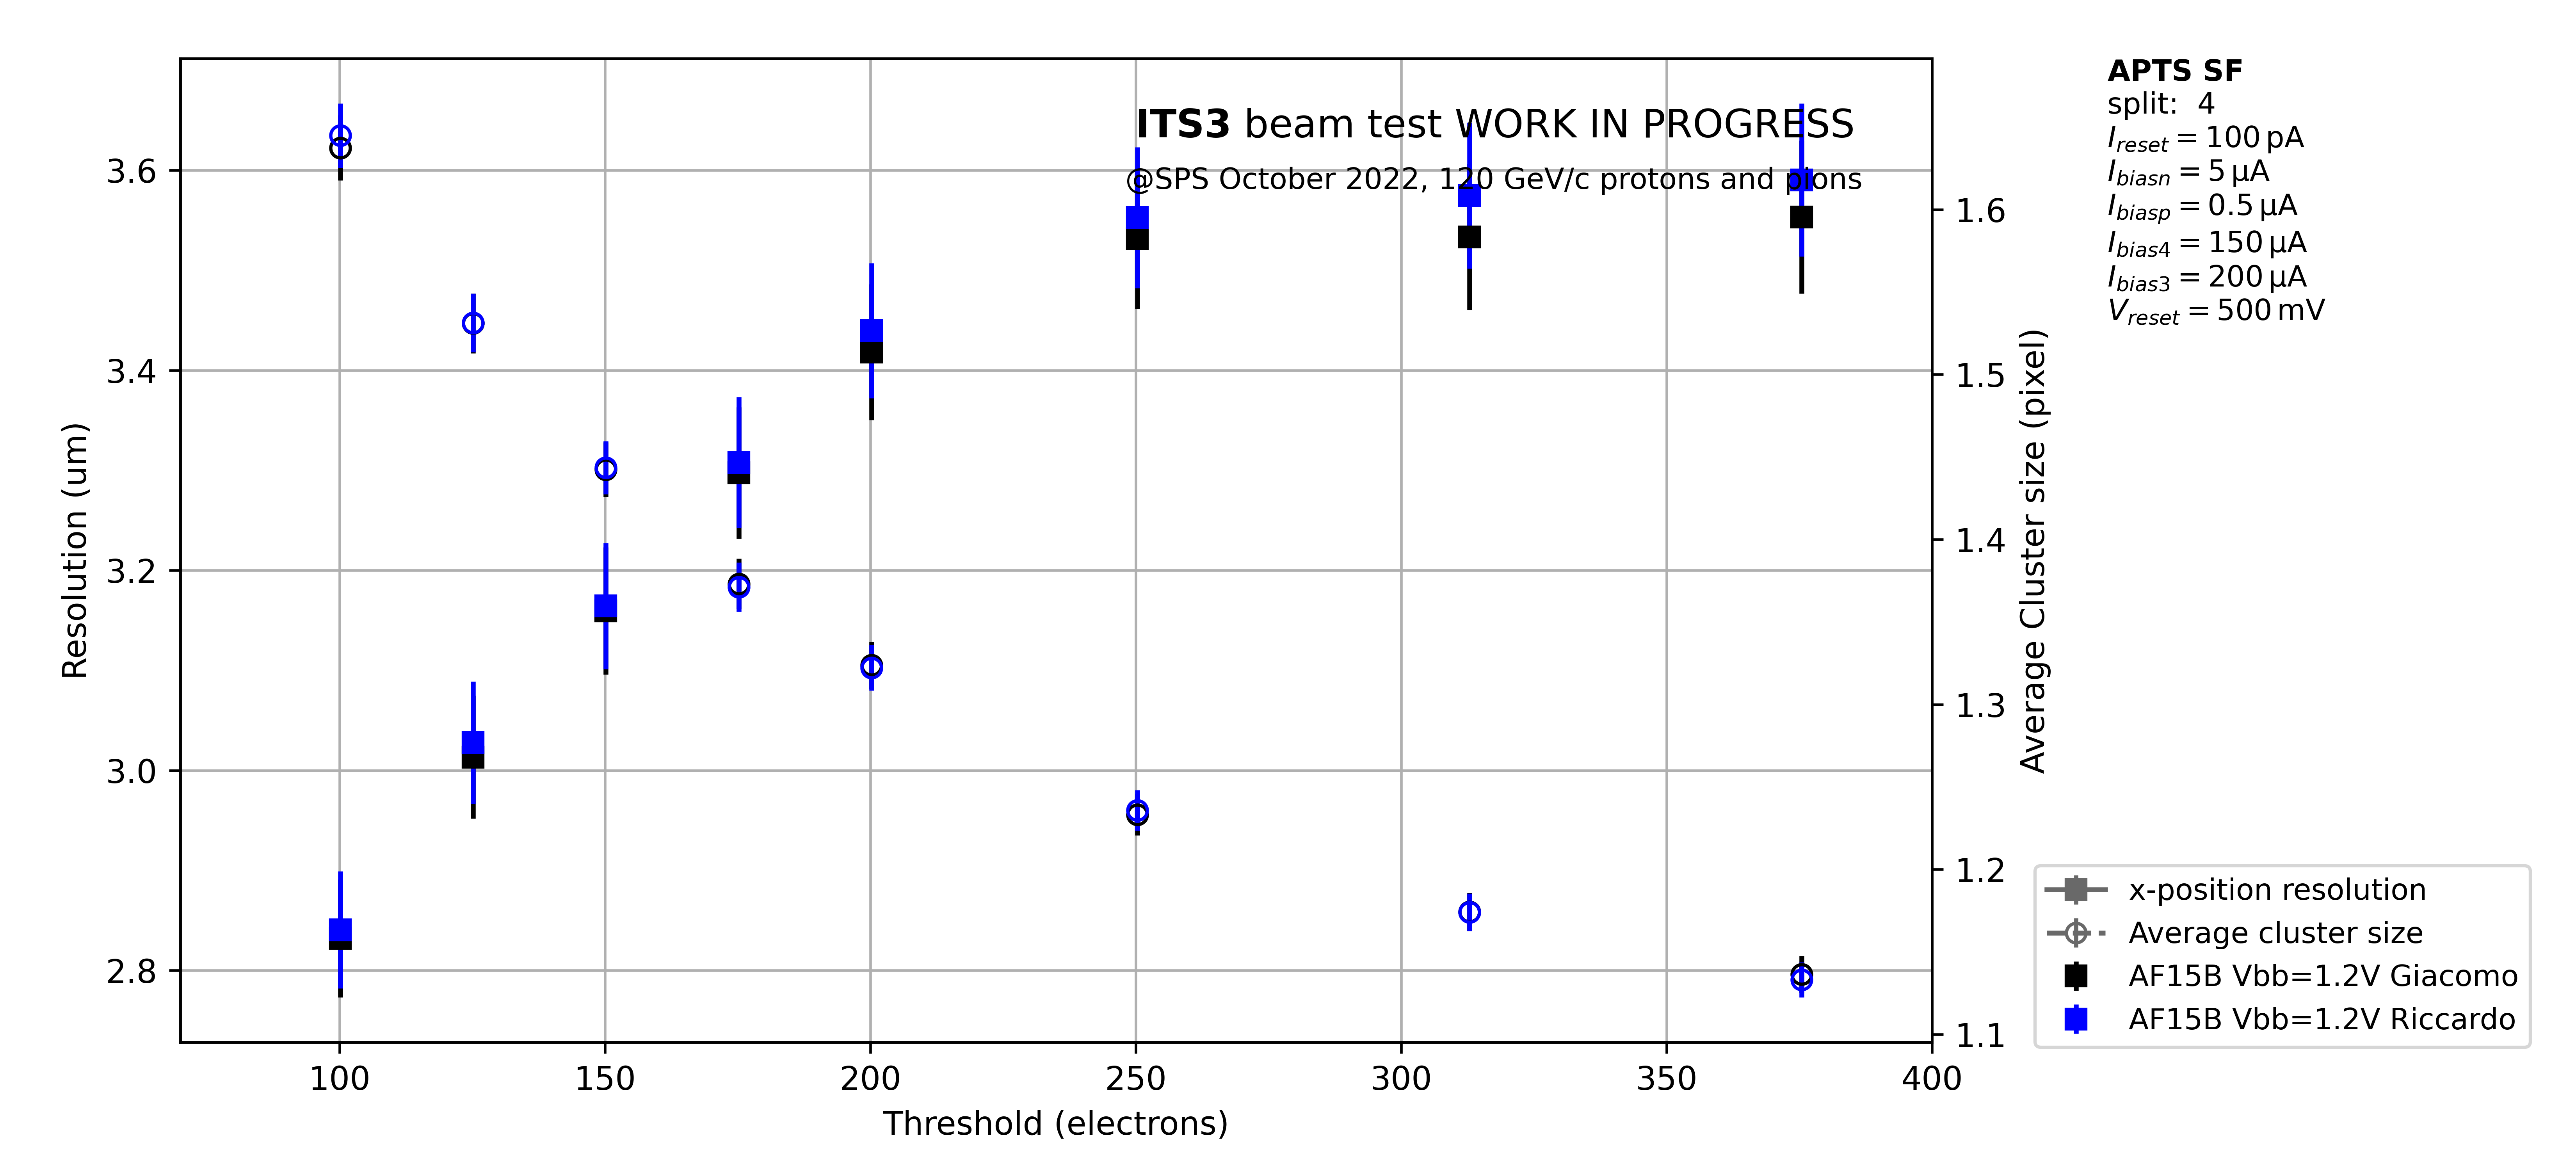 ITS3 beam test WORK IN PROGRESS
@SPS October 2022, 120 GeV/c protons and pions
APTS SF
split: 4
I_reset = 100 pA
I_biasn = 5 μA
I_biasp = 0.5 μA
I_bias4 = 150 μA
I_bias3 = 200 μA
V_reset = 500 mV
Resolution (um)
3.6
3.4
3.2
3.0
2.8
100
150
200
250
300
350
400
Threshold (electrons)
1.6
1.5
1.4
1.3
1.2
1.1
Average Cluster size (pixel)
x-position resolution
Average cluster size
AF15B Vbb=1.2V Giacomo
AF15B Vbb=1.2V Riccardo